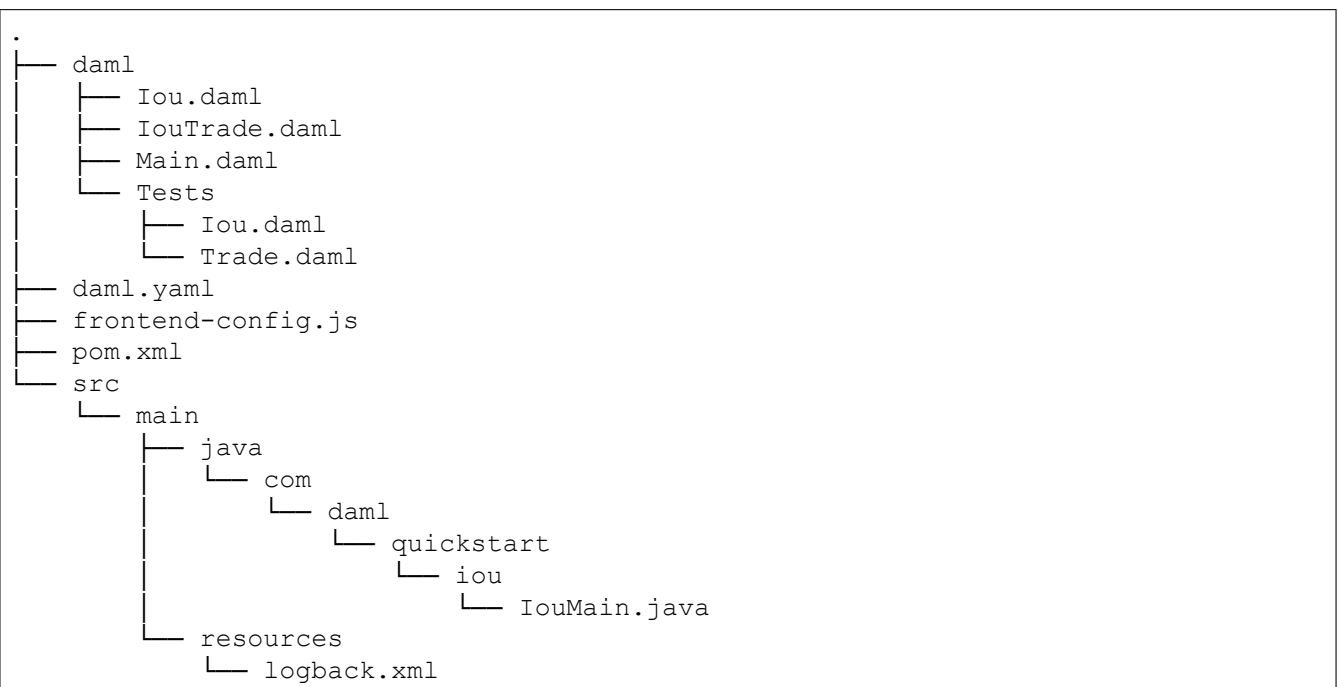 .
├── daml
│   ├── Iou.daml
│   ├── IouTrade.daml
│   ├── Main.daml
│   └── Tests
│       ├── Iou.daml
│       └── Trade.daml
├── daml.yaml
├── frontend-config.js
├── pom.xml
└── src
    └── main
        ├── java
        │   └── com
        │       └── daml
        │           └── quickstart
        │               └── iou
        │                   └── IouMain.java
        └── resources
            └── logback.xml